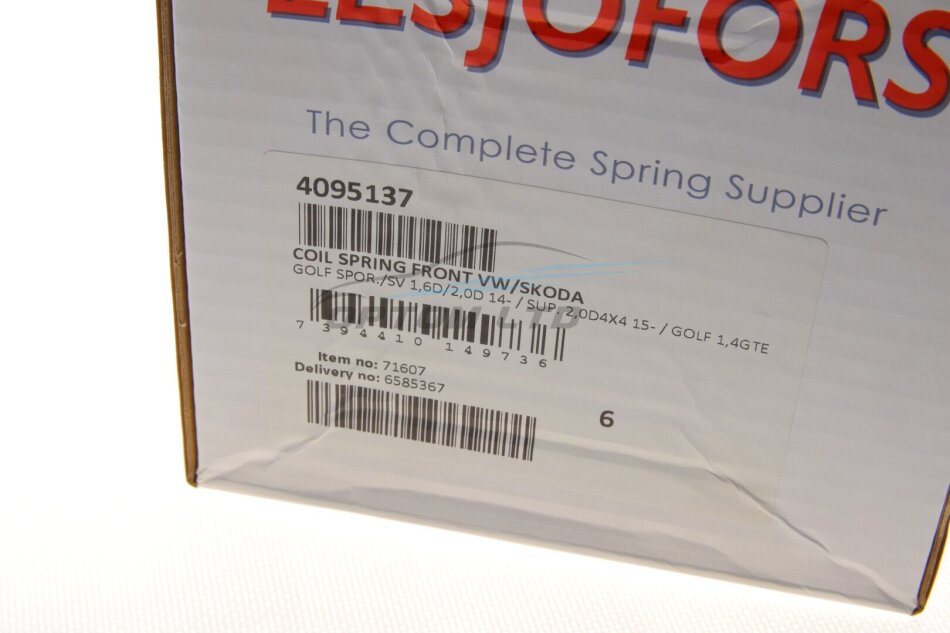 LESJOFORS
The Complete Spring Supplier
4095137
COIL SPRING FRONT VW/SKODA
GOLF SPOR./SV 1,6D/2,0D 14- / SUP. 2,0D4X4 15- / GOLF 1,4GTE
7 394410 149736
Item no: 71607
Delivery no: 6585367
6